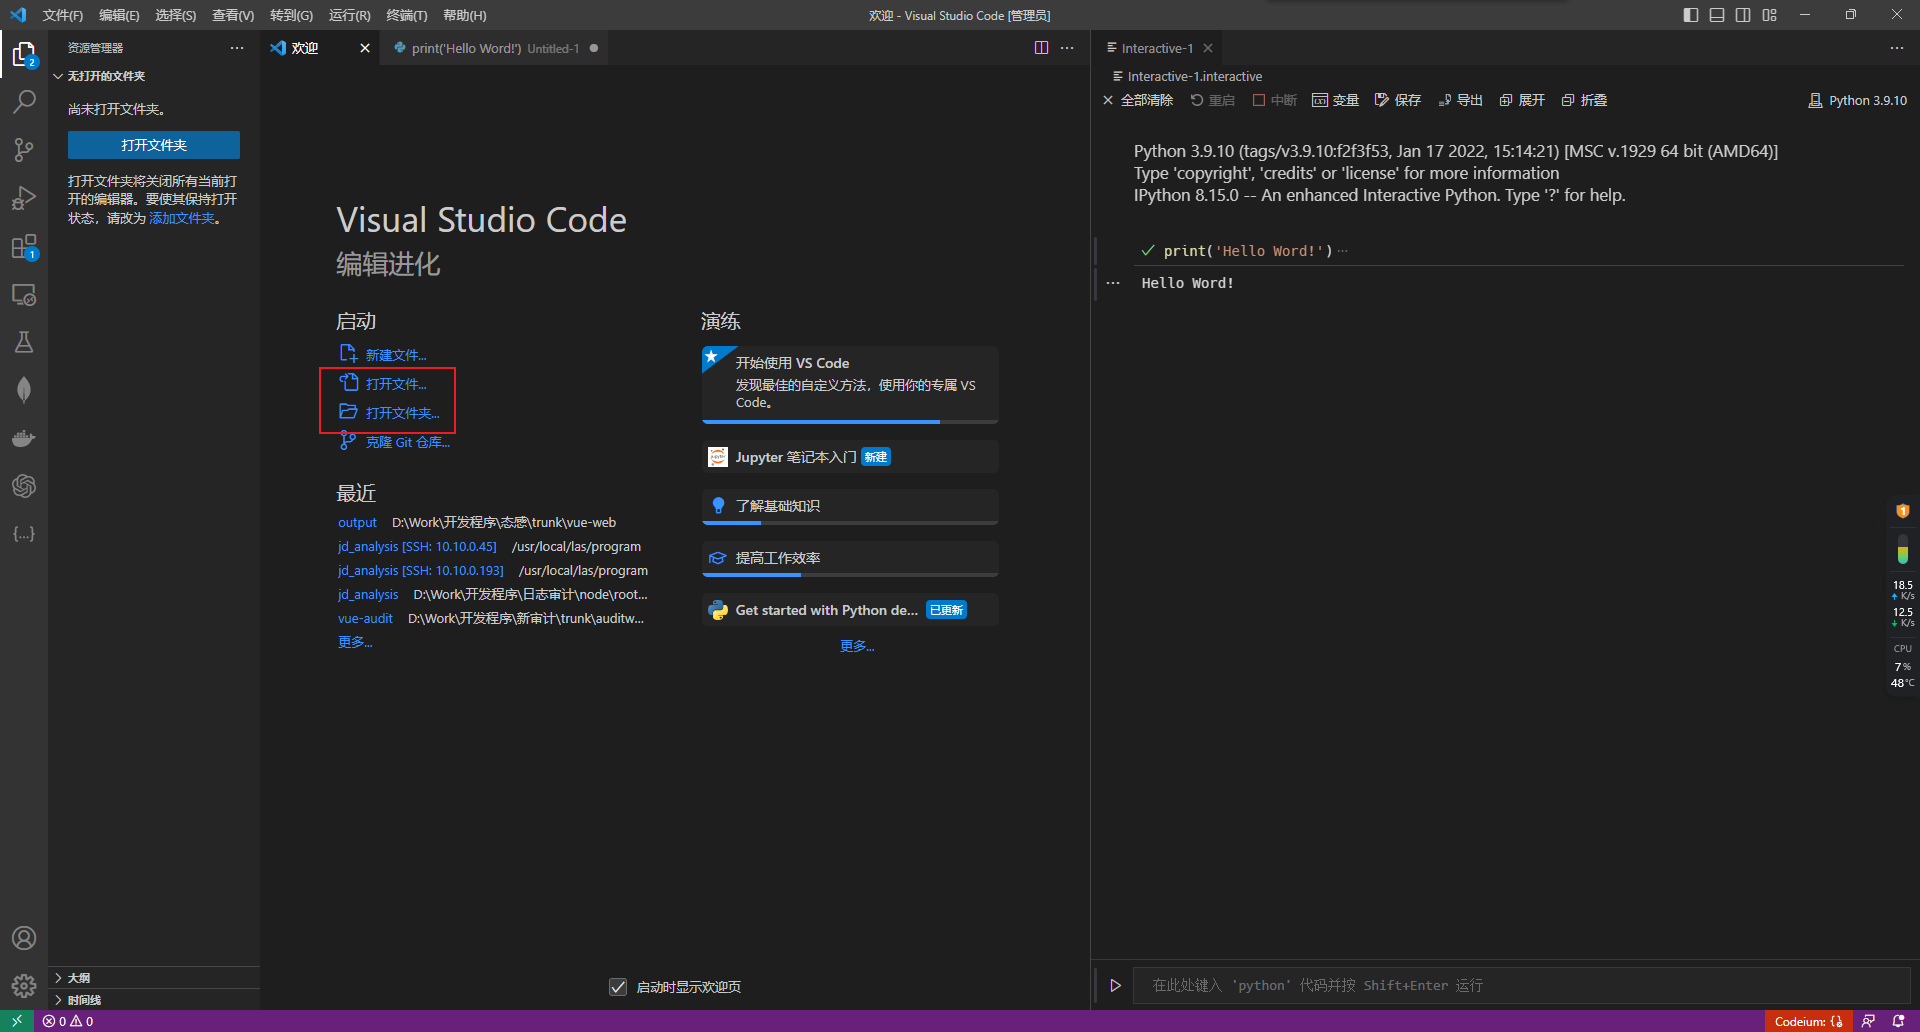 文件(F) 编辑(E) 选择(S) 查看(V) 转到(G) 运行(R) 终端(T) 帮助(H)
欢迎 - Visual Studio Code [管理员]
资源管理器
无打开的文件夹
尚未打开文件夹。
打开文件夹
打开文件夹将关闭所有当前打
开的编辑器。要使其保持打开
状态，请改为 添加文件夹。
大纲
时间线
2
1
欢迎
print('Hello Word!') Untitled-1
Visual Studio Code
编辑进化
启动
新建文件...
打开文件...
打开文件夹...
克隆 Git 仓库...
最近
output D:\Work\开发程序\态感\trunk\vue-web
jd_analysis [SSH: 10.10.0.45] /usr/local/las/program
jd_analysis [SSH: 10.10.0.193] /usr/local/las/program
jd_analysis D:\Work\开发程序\日志审计\node\root...
vue-audit D:\Work\开发程序\新审计\trunk\auditw...
更多...
演练
开始使用 VS Code
发现最佳的自定义方法，使用你的专属 VS
Code。
Jupyter 笔记本入门 新建
了解基础知识
提高工作效率
Get started with Python de... 已更新
更多...
启动时显示欢迎页
Interactive-1
Interactive-1.interactive
全部清除 重启 中断 变量 保存 导出 展开 折叠
Python 3.9.10
Python 3.9.10 (tags/v3.9.10:f2f3f53, Jan 17 2022, 15:14:21) [MSC v.1929 64 bit (AMD64)]
Type 'copyright', 'credits' or 'license' for more information
IPython 8.15.0 -- An enhanced Interactive Python. Type '?' for help.
print('Hello Word!')
Hello Word!
在此处键入 'python' 代码并按 Shift+Enter 运行
1
18.5
K/s
12.5
K/s
CPU
7%
48°C
0 0
Codeium: {}